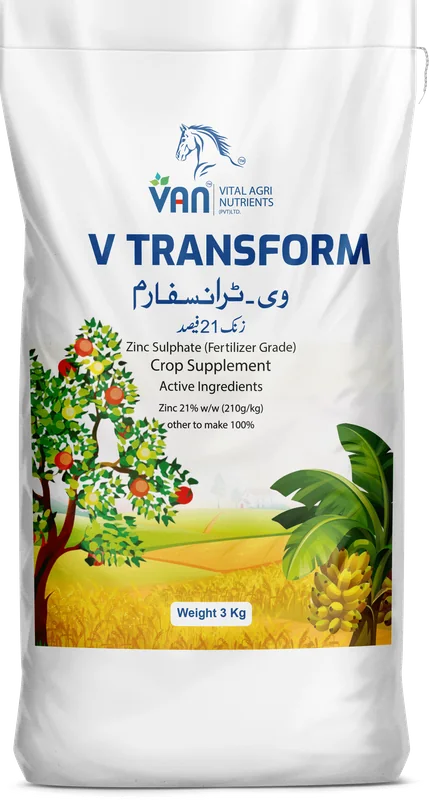 VAN
VITAL AGRI
NUTRIENTS
(PVT)LTD.
V TRANSFORM
وی-ٹرانسفارم
زنک 21 فیصد
Zinc Sulphate (Fertilizer Grade)
Crop Supplement
Active Ingredients
Zinc 21% w/w (210g/kg)
other to make 100%
Weight 3 Kg